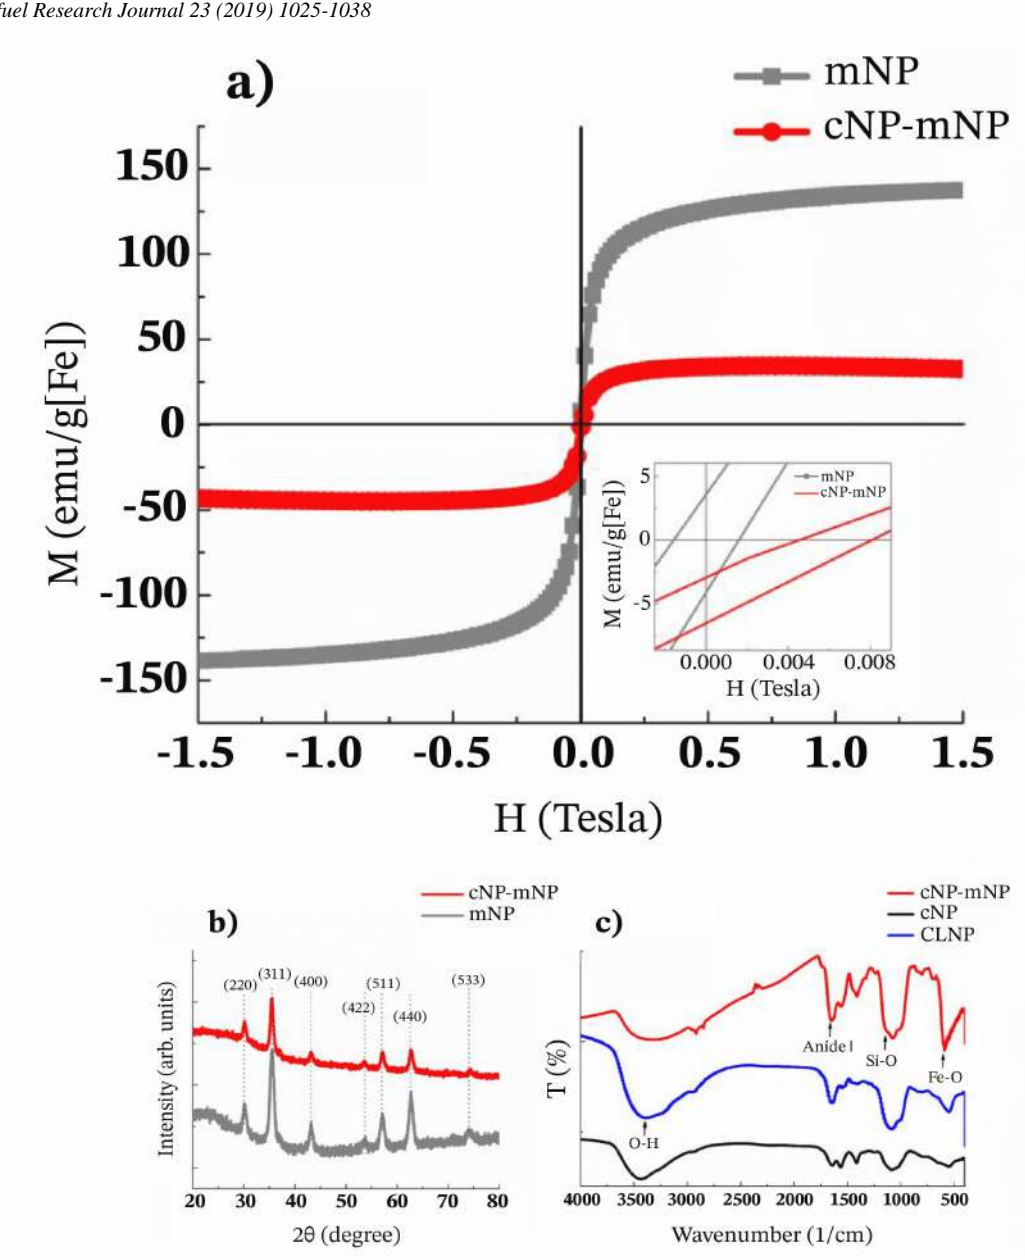 fuel Research Journal 23 (2019) 1025-1038
a)
mNP
cNP-mNP
150
100
50
0
-50
-100
-150
M (emu/g[Fe])
-1.5 -1.0 -0.5 0.0 0.5 1.0 1.5
H (Tesla)
mNP
cNP-mNP
5
0
-5
M (emu/g[Fe])
0.000 0.004 0.008
H (Tesla)
b)
cNP-mNP
mNP
(220) (311) (400) (422) (511) (440) (533)
Intensity (arb. units)
20 30 40 50 60 70 80
2θ (degree)
c)
cNP-mNP
cNP
CLNP
Anide I
Si-O
Fe-O
O-H
T (%)
4000 3500 3000 2500 2000 1500 1000 500
Wavenumber (1/cm)